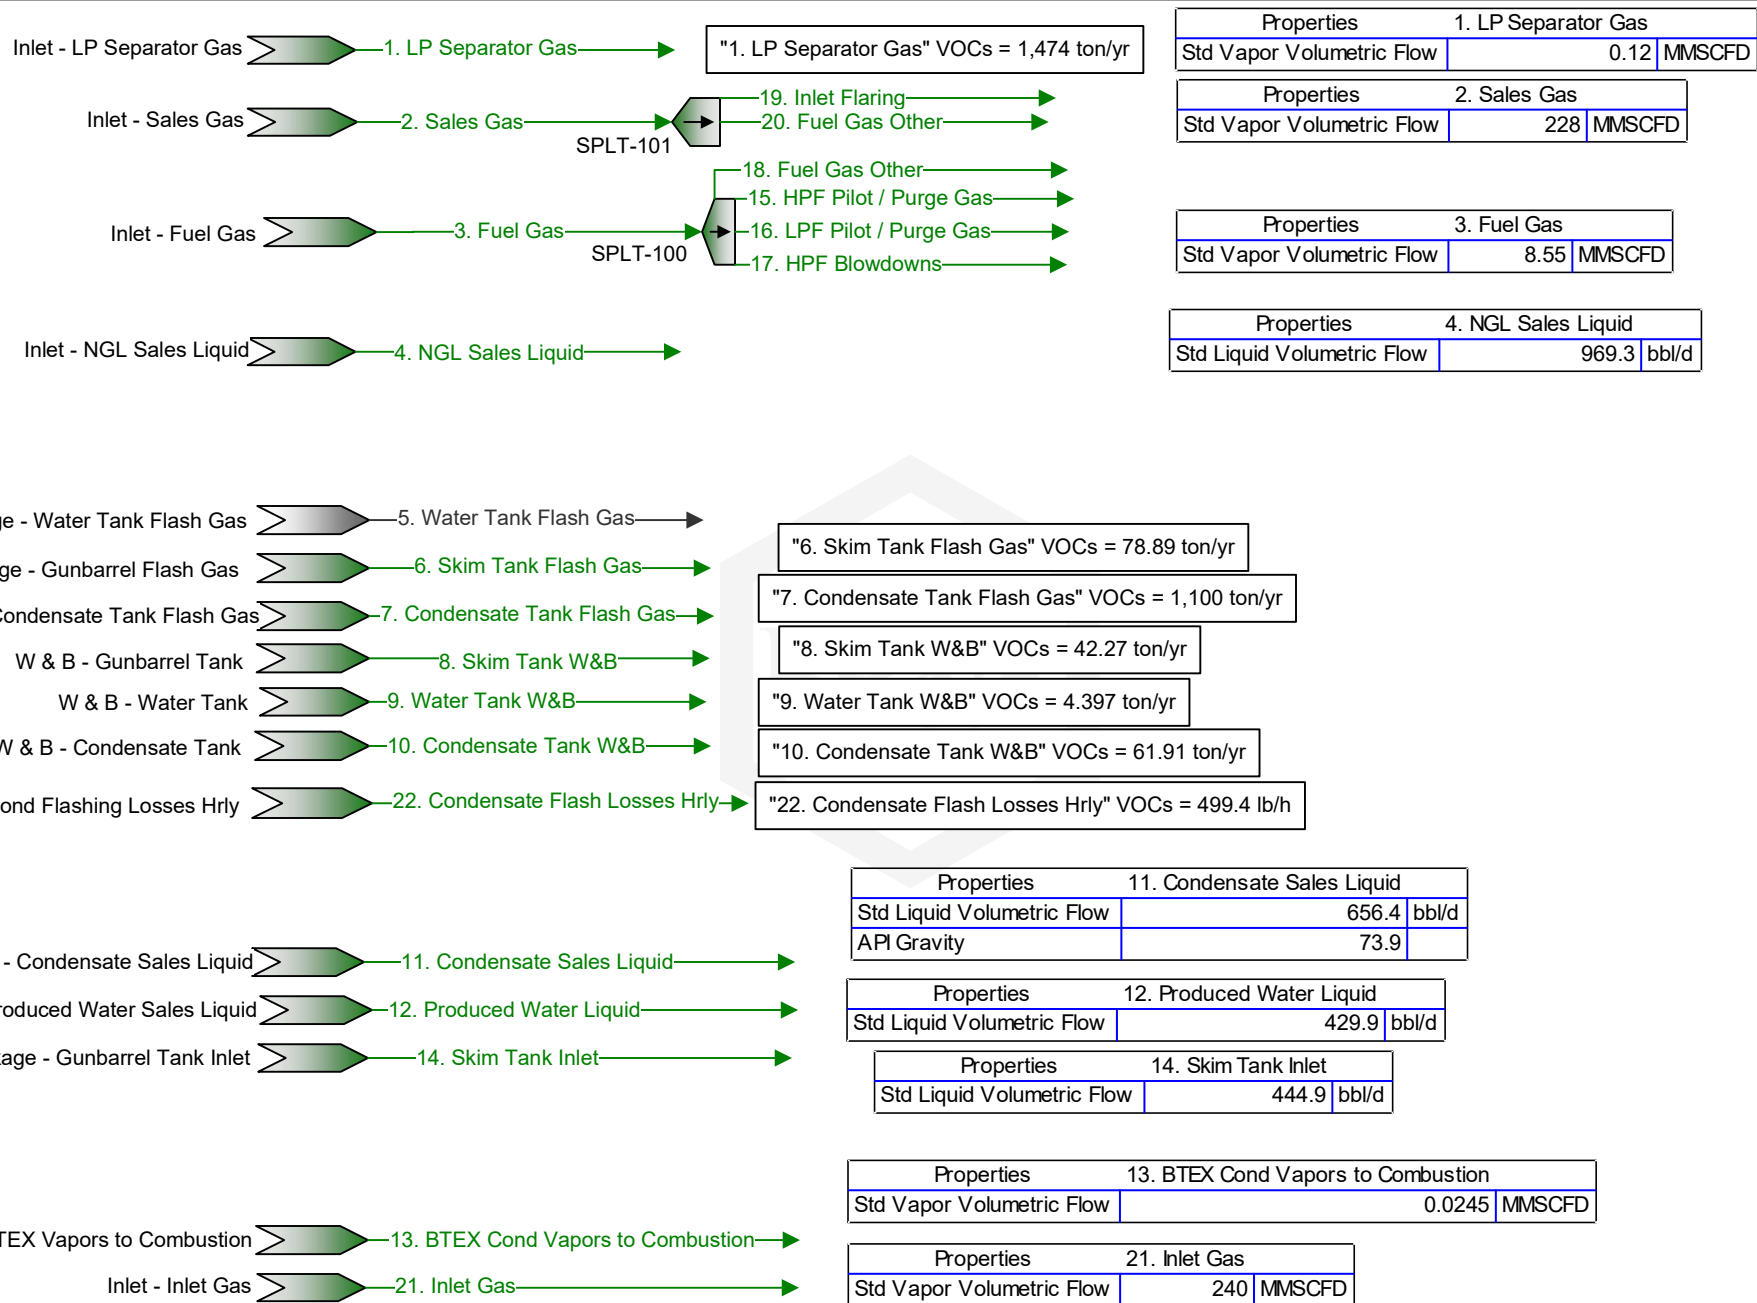 Inlet - LP Separator Gas 1. LP Separator Gas "1. LP Separator Gas" VOCs = 1,474 ton/yr
Properties 1. LP Separator Gas
Std Vapor Volumetric Flow 0.12 MMSCFD
Inlet - Sales Gas 2. Sales Gas SPLT-101
19. Inlet Flaring
20. Fuel Gas Other
Properties 2. Sales Gas
Std Vapor Volumetric Flow 228 MMSCFD
Inlet - Fuel Gas 3. Fuel Gas SPLT-100
18. Fuel Gas Other
15. HPF Pilot / Purge Gas
16. LPF Pilot / Purge Gas
17. HPF Blowdowns
Properties 3. Fuel Gas
Std Vapor Volumetric Flow 8.55 MMSCFD
Inlet - NGL Sales Liquid 4. NGL Sales Liquid
Properties 4. NGL Sales Liquid
Std Liquid Volumetric Flow 969.3 bbl/d
ge - Water Tank Flash Gas 5. Water Tank Flash Gas
ge - Gunbarrel Flash Gas 6. Skim Tank Flash Gas "6. Skim Tank Flash Gas" VOCs = 78.89 ton/yr
Condensate Tank Flash Gas 7. Condensate Tank Flash Gas "7. Condensate Tank Flash Gas" VOCs = 1,100 ton/yr
W & B - Gunbarrel Tank 8. Skim Tank W&B "8. Skim Tank W&B" VOCs = 42.27 ton/yr
W & B - Water Tank 9. Water Tank W&B "9. Water Tank W&B" VOCs = 4.397 ton/yr
W & B - Condensate Tank 10. Condensate Tank W&B "10. Condensate Tank W&B" VOCs = 61.91 ton/yr
ond Flashing Losses Hrly 22. Condensate Flash Losses Hrly "22. Condensate Flash Losses Hrly" VOCs = 499.4 lb/h
Properties 11. Condensate Sales Liquid
Std Liquid Volumetric Flow 656.4 bbl/d
API Gravity 73.9
- Condensate Sales Liquid 11. Condensate Sales Liquid
roduced Water Sales Liquid 12. Produced Water Liquid
Properties 12. Produced Water Liquid
Std Liquid Volumetric Flow 429.9 bbl/d
age - Gunbarrel Tank Inlet 14. Skim Tank Inlet
Properties 14. Skim Tank Inlet
Std Liquid Volumetric Flow 444.9 bbl/d
Properties 13. BTEX Cond Vapors to Combustion
Std Vapor Volumetric Flow 0.0245 MMSCFD
TEX Vapors to Combustion 13. BTEX Cond Vapors to Combustion
Inlet - Inlet Gas 21. Inlet Gas
Properties 21. Inlet Gas
Std Vapor Volumetric Flow 240 MMSCFD